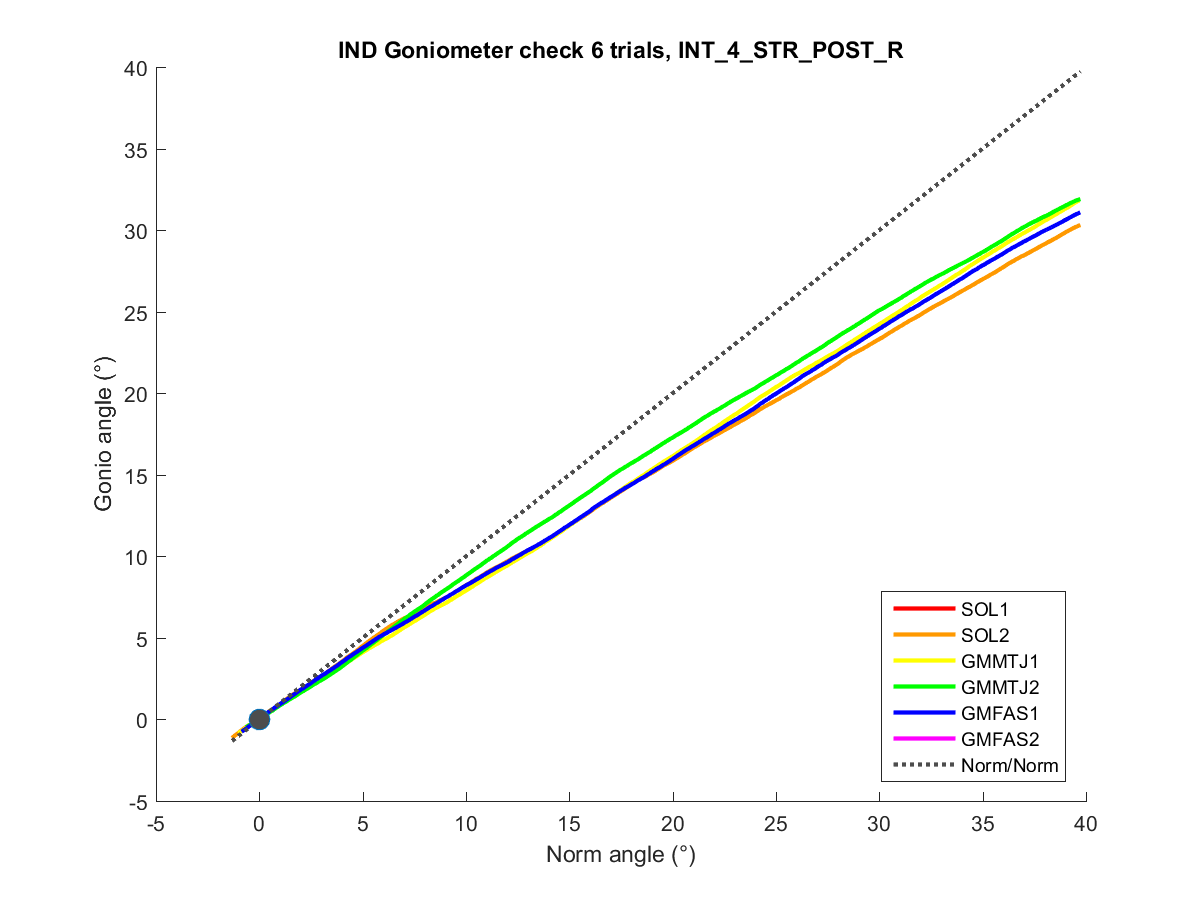 IND Goniometer check 6 trials, INT_4_STR_POST_R
40
35
30
25
20
15
10
5
0
-5
Gonio angle (°)
-5 0 5 10 15 20 25 30 35 40
Norm angle (°)
SOL1
SOL2
GMMTJ1
GMMTJ2
GMFAS1
GMFAS2
Norm/Norm